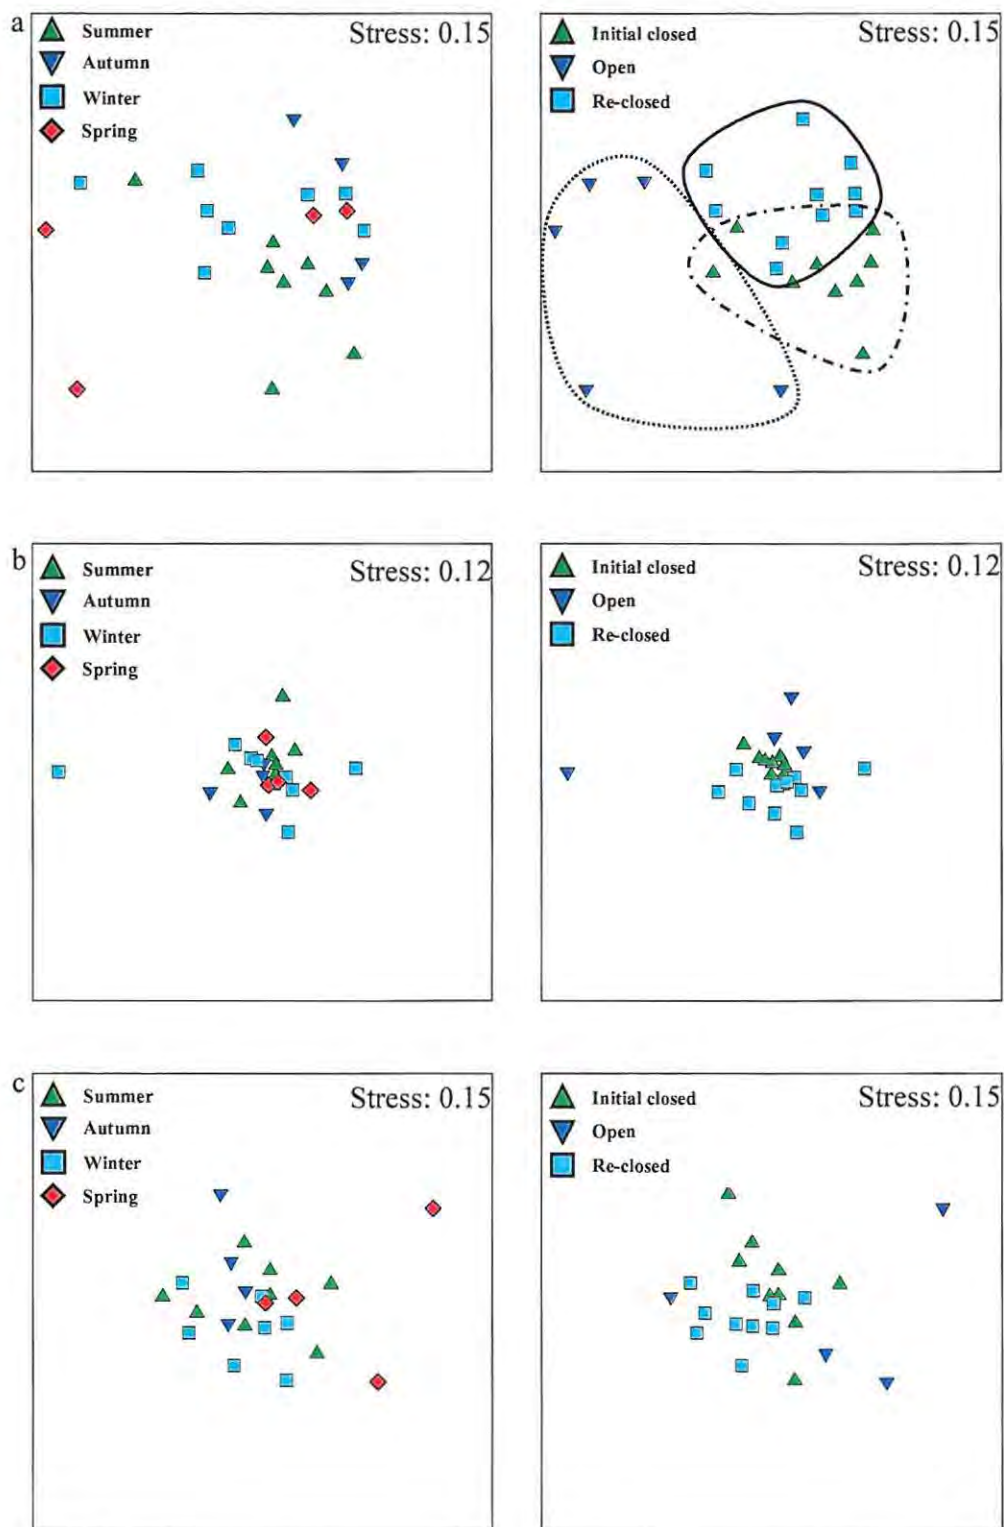 a
Summer
Autumn
Winter
Spring
Stress: 0.15
Initial closed
Open
Re-closed
Stress: 0.15
b
Summer
Autumn
Winter
Spring
Stress: 0.12
Initial closed
Open
Re-closed
Stress: 0.12
c
Summer
Autumn
Winter
Spring
Stress: 0.15
Initial closed
Open
Re-closed
Stress: 0.15